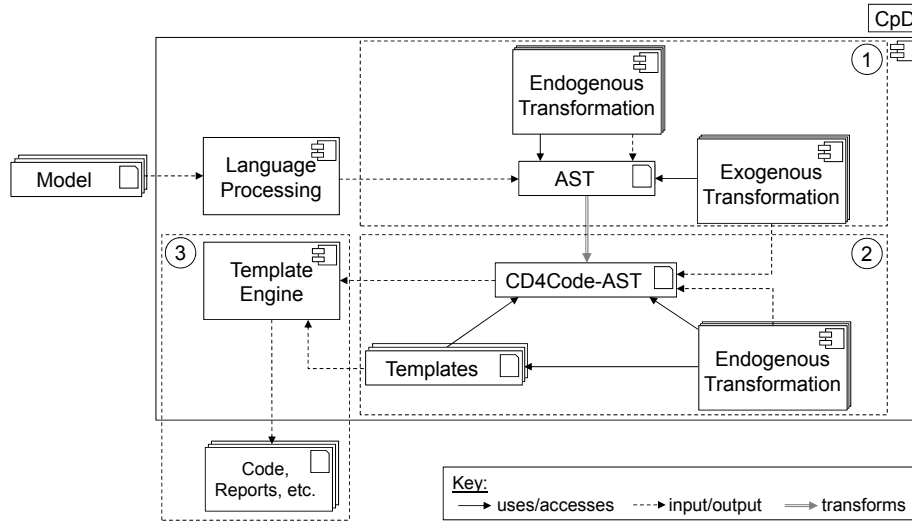 CpD
1
Endogenous
Transformation
Model
Language
Processing
AST
Exogenous
Transformation
3
2
Template
Engine
CD4Code-AST
Templates
Endogenous
Transformation
Code,
Reports, etc.
Key:
uses/accesses
input/output
transforms